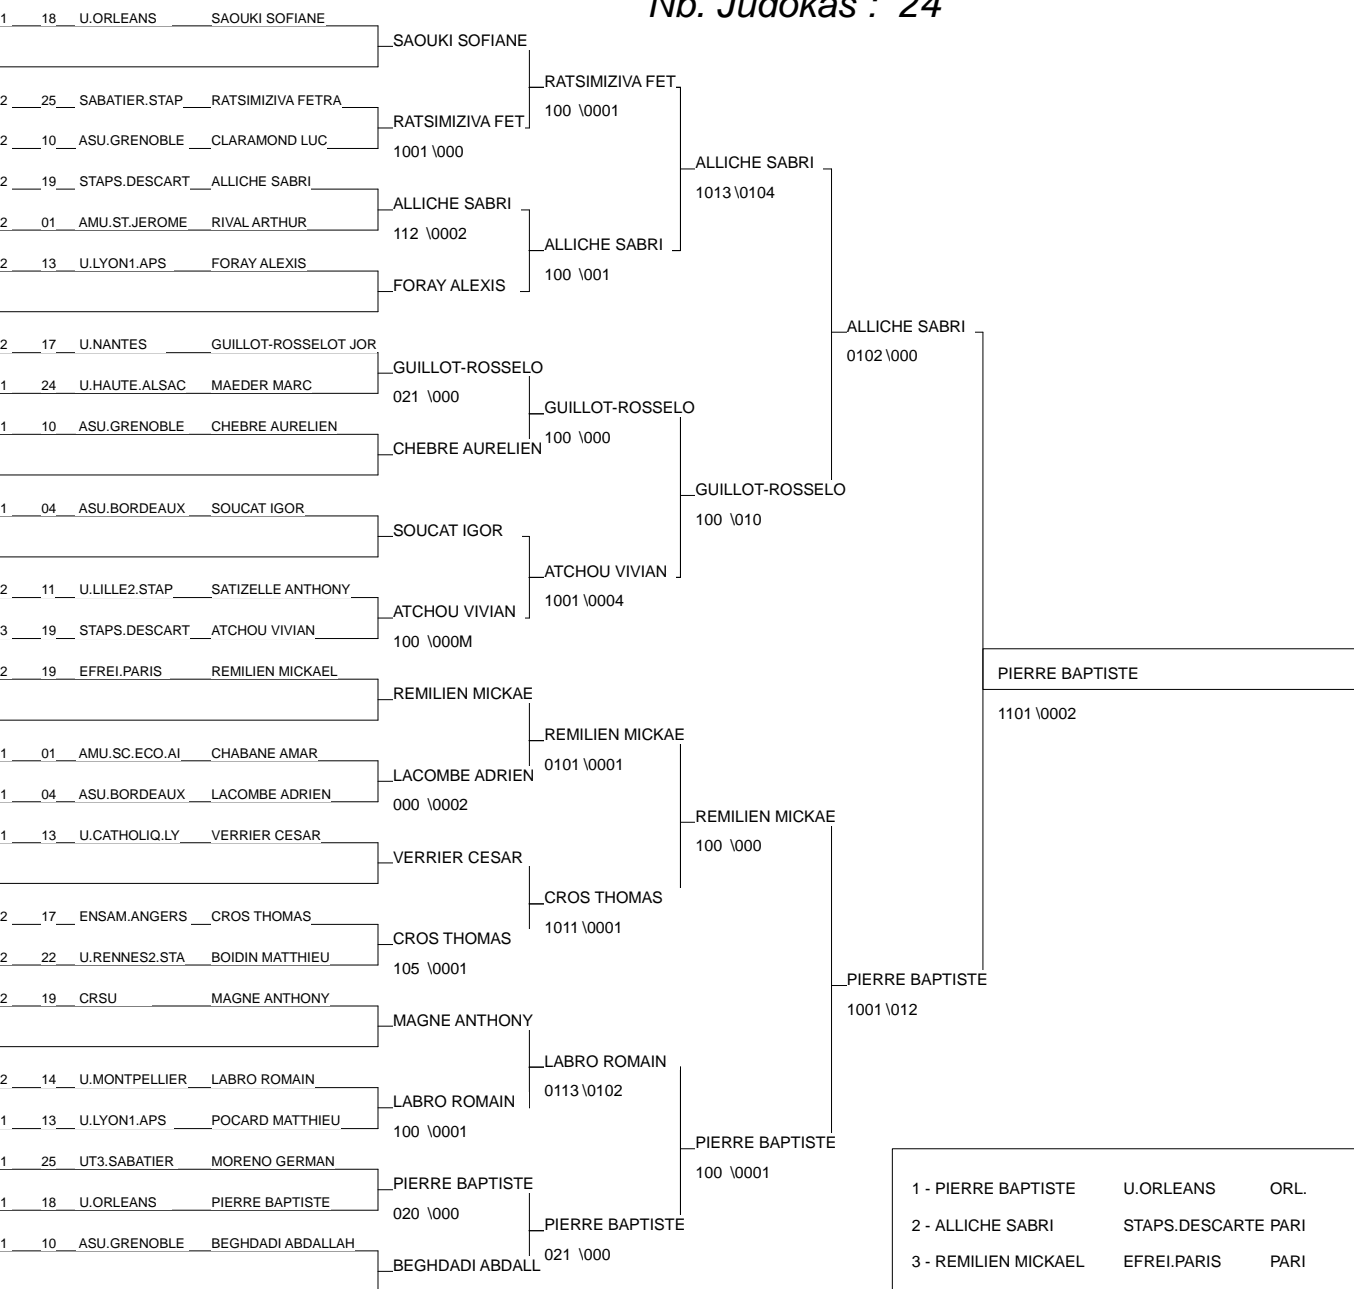 Nb. Judokas : 24
1 18 U.ORLEANS SAOUKI SOFIANE
SAOUKI SOFIANE
RATSIMIZIVA FET
100 \0001
2 25 SABATIER.STAP RATSIMIZIVA FETRA
RATSIMIZIVA FET
1001 \000
2 10 ASU.GRENOBLE CLARAMOND LUC
ALLICHE SABRI
1013 \0104
2 19 STAPS.DESCART ALLICHE SABRI
ALLICHE SABRI
112 \0002
2 01 AMU.ST.JEROME RIVAL ARTHUR
ALLICHE SABRI
100 \001
2 13 U.LYON1.APS FORAY ALEXIS
FORAY ALEXIS
ALLICHE SABRI
0102 \000
2 17 U.NANTES GUILLOT-ROSSELOT JOR
GUILLOT-ROSSELO
021 \000
1 24 U.HAUTE.ALSAC MAEDER MARC
GUILLOT-ROSSELO
100 \000
1 10 ASU.GRENOBLE CHEBRE AURELIEN
CHEBRE AURELIEN
GUILLOT-ROSSELO
100 \010
1 04 ASU.BORDEAUX SOUCAT IGOR
SOUCAT IGOR
ATCHOU VIVIAN
1001 \0004
2 11 U.LILLE2.STAP SATIZELLE ANTHONY
ATCHOU VIVIAN
100 \000M
3 19 STAPS.DESCART ATCHOU VIVIAN
PIERRE BAPTISTE
1101 \0002
2 19 EFREI.PARIS REMILIEN MICKAEL
REMILIEN MICKAE
REMILIEN MICKAE
0101 \0001
1 01 AMU.SC.ECO.AI CHABANE AMAR
LACOMBE ADRIEN
000 \0002
1 04 ASU.BORDEAUX LACOMBE ADRIEN
REMILIEN MICKAE
100 \000
1 13 U.CATHOLIQ.LY VERRIER CESAR
VERRIER CESAR
CROS THOMAS
1011 \0001
2 17 ENSAM.ANGERS CROS THOMAS
CROS THOMAS
105 \0001
2 22 U.RENNES2.STA BOIDIN MATTHIEU
PIERRE BAPTISTE
1001 \012
2 19 CRSU MAGNE ANTHONY
MAGNE ANTHONY
LABRO ROMAIN
0113 \0102
2 14 U.MONTPELLIER LABRO ROMAIN
LABRO ROMAIN
100 \0001
1 13 U.LYON1.APS POCARD MATTHIEU
PIERRE BAPTISTE
100 \0001
1 25 UT3.SABATIER MORENO GERMAN
PIERRE BAPTISTE
020 \000
1 18 U.ORLEANS PIERRE BAPTISTE
PIERRE BAPTISTE
021 \000
1 10 ASU.GRENOBLE BEGHDADI ABDALLAH
BEGHDADI ABDALL
1 - PIERRE BAPTISTE U.ORLEANS ORL.
2 - ALLICHE SABRI STAPS.DESCARTE PARI
3 - REMILIEN MICKAEL EFREI.PARIS PARI